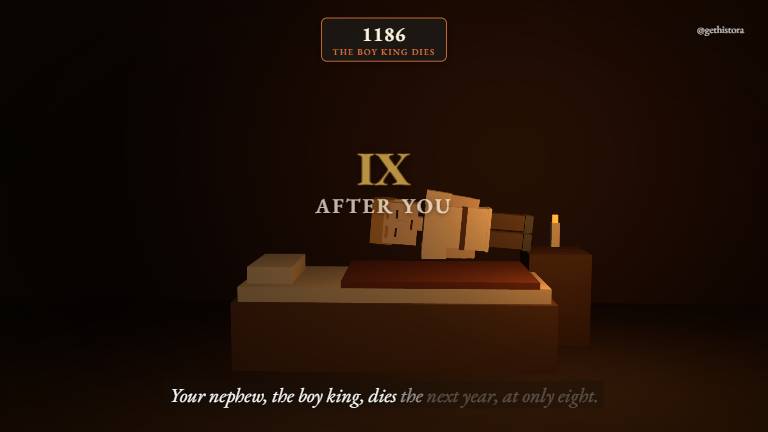 1186
THE BOY KING DIES
@gethistora
IX
AFTER YOU
Your nephew, the boy king, dies the next year, at only eight.